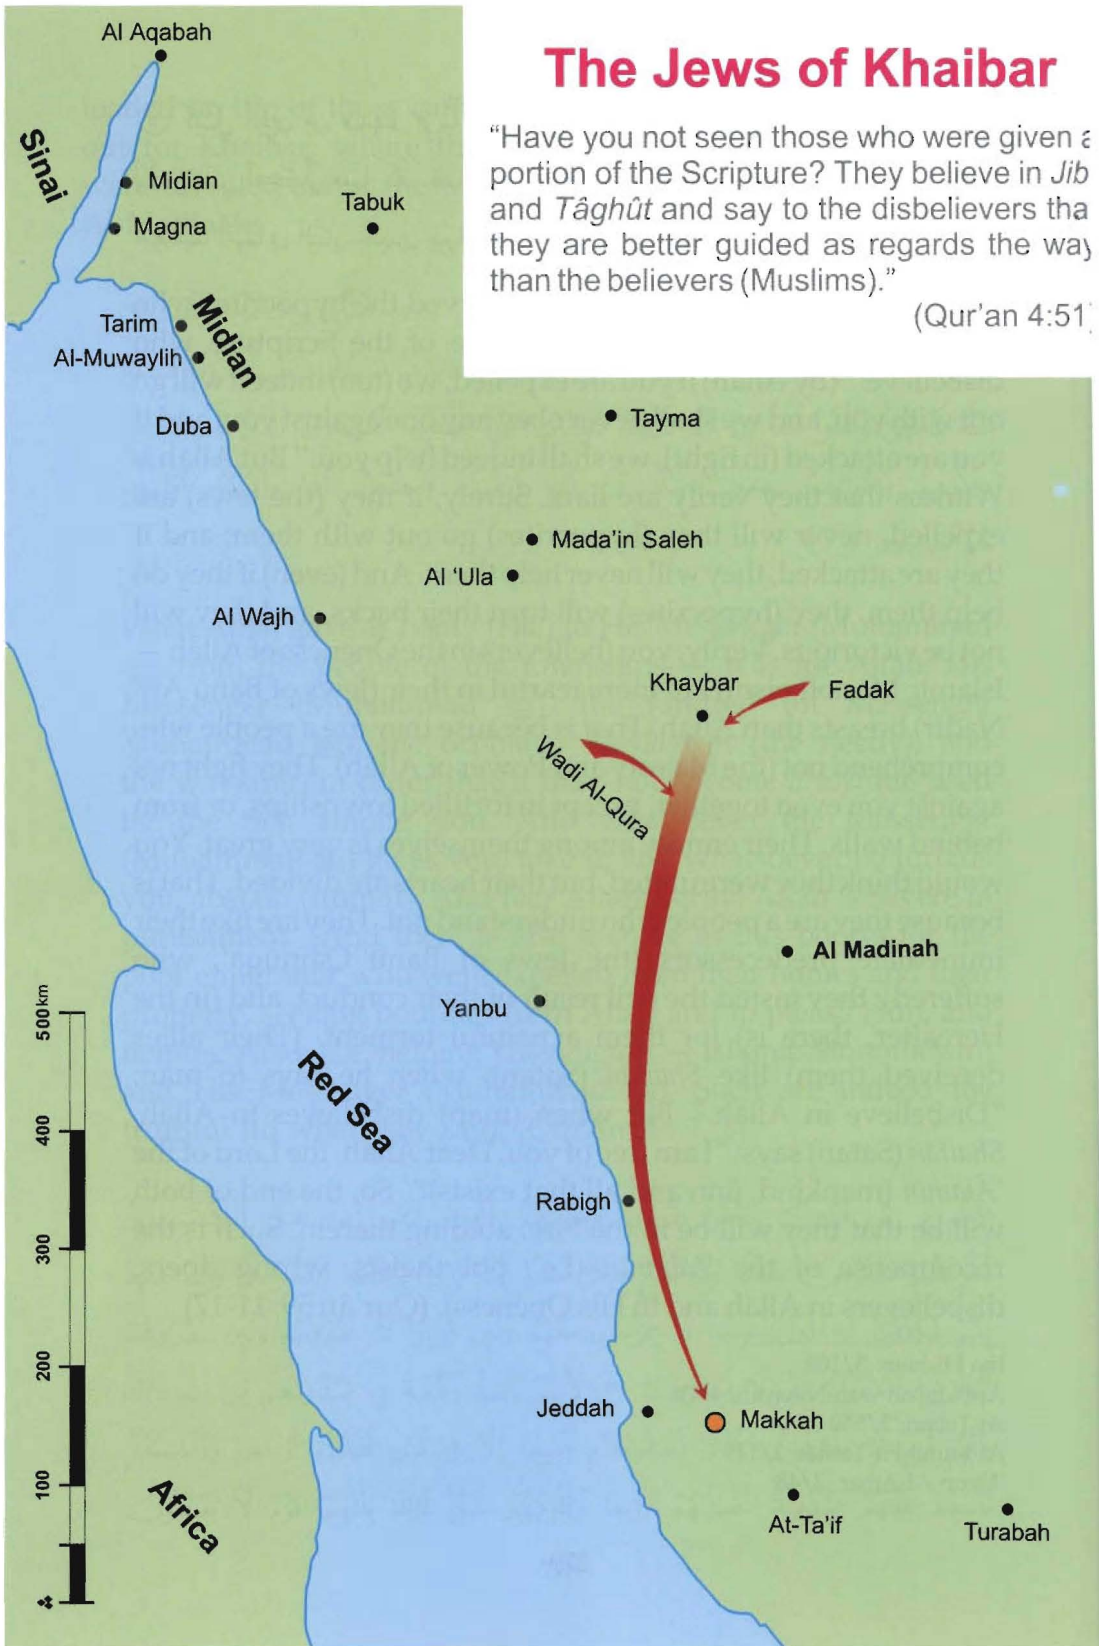 The Jews of Khaibar
“Have you not seen those who were given a
portion of the Scripture? They believe in Jib
and Tâghût and say to the disbelievers tha
they are better guided as regards the way
than the believers (Muslims).”
(Qur’an 4:51)
Al Aqabah
Sinai
Midian
Magna
Tabuk
Tarim
Midian
Al-Muwaylih
Duba
Tayma
Mada’in Saleh
Al ‘Ula
Al Wajh
Khaybar
Fadak
Wadi Al-Qura
Al Madinah
Yanbu
500km
Red Sea
400
Rabigh
300
200
Jeddah
Makkah
100
Africa
At-Ta’if
Turabah